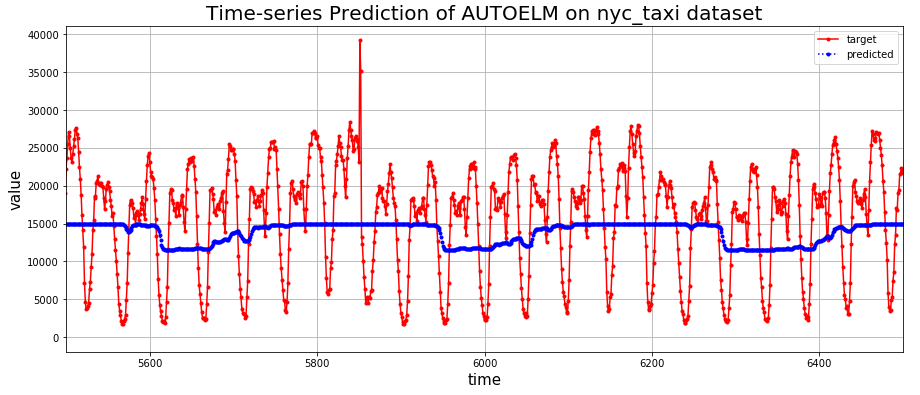 Time-series Prediction of AUTOELM on nyc_taxi dataset
target
predicted
value
40000
35000
30000
25000
20000
15000
10000
5000
0
5600
5800
6000
6200
6400
time